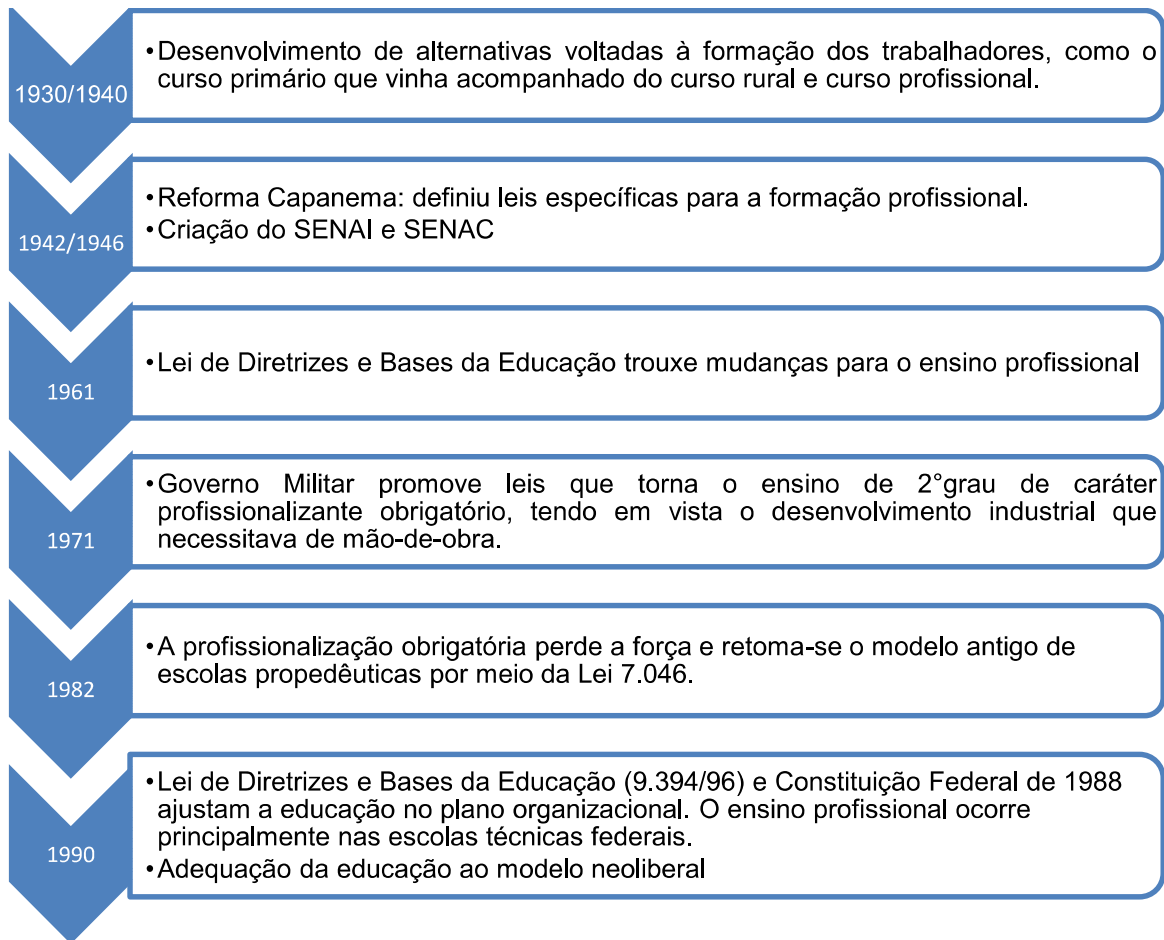 1930/1940
•Desenvolvimento de alternativas voltadas à formação dos trabalhadores, como o
curso primário que vinha acompanhado do curso rural e curso profissional.
1942/1946
•Reforma Capanema: definiu leis específicas para a formação profissional.
•Criação do SENAI e SENAC
1961
•Lei de Diretrizes e Bases da Educação trouxe mudanças para o ensino profissional
1971
•Governo Militar promove leis que torna o ensino de 2°grau de caráter
profissionalizante obrigatório, tendo em vista o desenvolvimento industrial que
necessitava de mão-de-obra.
1982
•A profissionalização obrigatória perde a força e retoma-se o modelo antigo de
escolas propedêuticas por meio da Lei 7.046.
1990
•Lei de Diretrizes e Bases da Educação (9.394/96) e Constituição Federal de 1988
ajustam a educação no plano organizacional. O ensino profissional ocorre
principalmente nas escolas técnicas federais.
•Adequação da educação ao modelo neoliberal